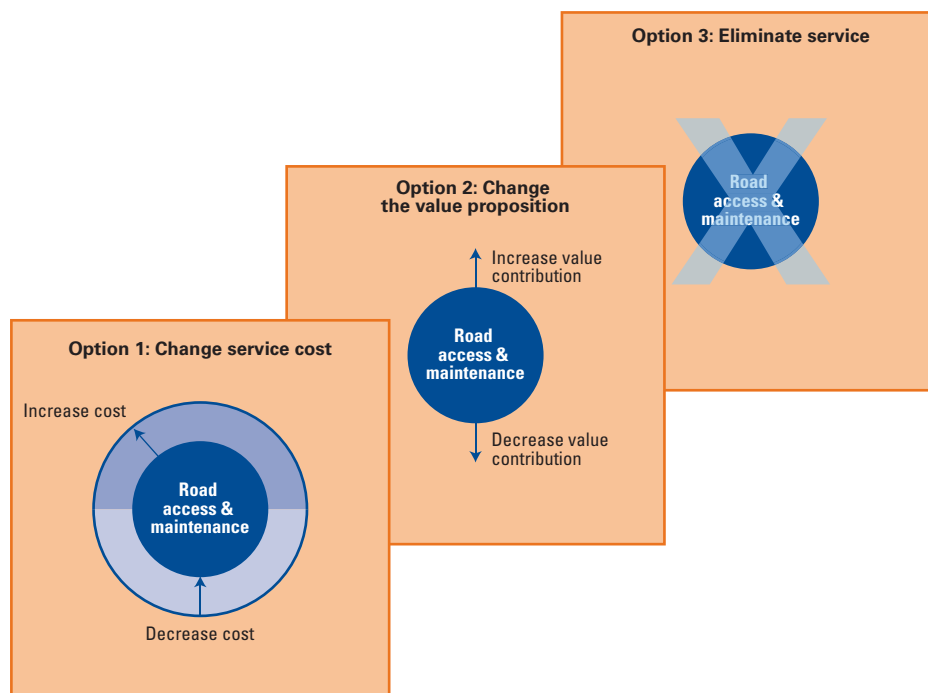 Option 1: Change service cost
Increase cost
Road
access &
maintenance
Decrease cost
Option 2: Change
the value proposition
Increase value
contribution
Road
access &
maintenance
Decrease value
contribution
Option 3: Eliminate service
Road
access &
maintenance